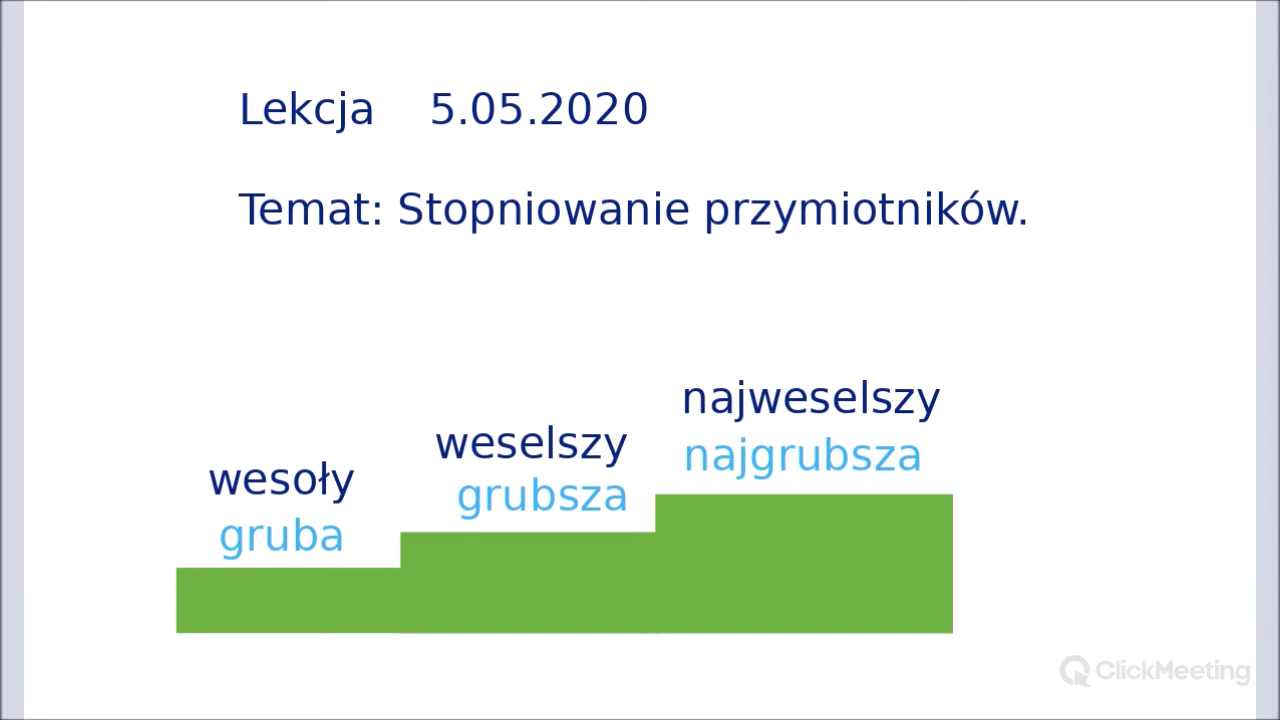 Lekcja 5.05.2020
Temat: Stopniowanie przymiotników.
najweselszy
weselszy
najgrubsza
wesoły
grubsza
gruba
ClickMeeting